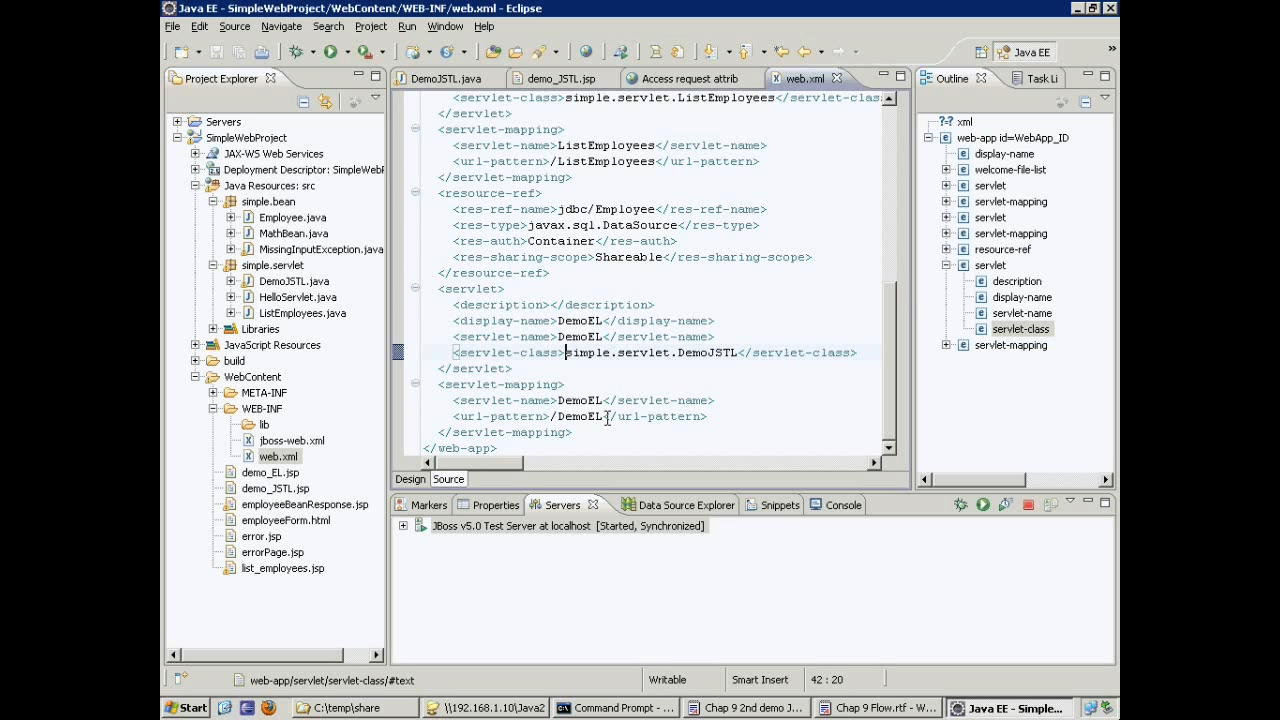 Java EE - SimpleWebProject/WebContent/WEB-INF/web.xml - Eclipse
File Edit Source Navigate Search Project Run Window Help
Java EE
Project Explorer
Servers
SimpleWebProject
JAX-WS Web Services
Deployment Descriptor: SimpleWebF
Java Resources: src
simple.bean
Employee.java
MathBean.java
MissingInputException.java
simple.servlet
DemoJSTL.java
HelloServlet.java
ListEmployees.java
Libraries
JavaScript Resources
build
WebContent
META-INF
WEB-INF
lib
jboss-web.xml
web.xml
demo_EL.jsp
demo_JSTL.jsp
employeeBeanResponse.jsp
employeeForm.html
error.jsp
errorPage.jsp
list_employees.jsp
DemoJSTL.java demo_JSTL.jsp Access request attrib web.xml
<servlet-class>simple.servlet.ListEmployees</servlet-clas
</servlet>
<servlet-mapping>
<servlet-name>ListEmployees</servlet-name>
<url-pattern>/ListEmployees</url-pattern>
</servlet-mapping>
<resource-ref>
<res-ref-name>jdbc/Employee</res-ref-name>
<res-type>javax.sql.DataSource</res-type>
<res-auth>Container</res-auth>
<res-sharing-scope>Shareable</res-sharing-scope>
</resource-ref>
<servlet>
<description></description>
<display-name>DemoEL</display-name>
<servlet-name>DemoEL</servlet-name>
<servlet-class>simple.servlet.DemoJSTL</servlet-class>
</servlet>
<servlet-mapping>
<servlet-name>DemoEL</servlet-name>
<url-pattern>/DemoEL</url-pattern>
</servlet-mapping>
</web-app>
Design Source
Outline Task Li
xml
web-app id=WebApp_ID
display-name
welcome-file-list
servlet
servlet-mapping
servlet
servlet-mapping
resource-ref
servlet
description
display-name
servlet-name
servlet-class
servlet-mapping
Markers Properties Servers Data Source Explorer Snippets Console
JBoss v5.0 Test Server at localhost [Started, Synchronized]
web-app/servlet/servlet-class/#text Writable Smart Insert 42 : 20
Start C:\temp\share \\192.168.1.10\Java2 Command Prompt - ... Chap 9 2nd demo J... Chap 9 Flow.rtf - W... Java EE - Simple...